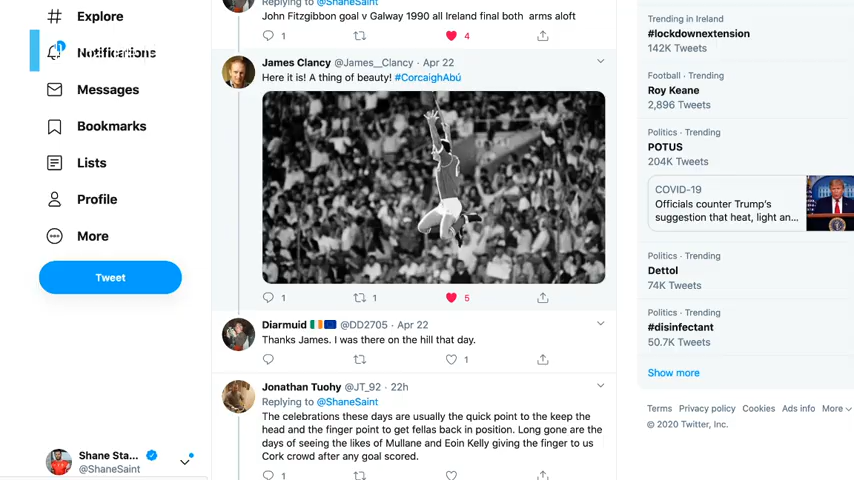 Explore
Notifications
Messages
Bookmarks
Lists
Profile
More
Tweet
Shane Sta...
@ShaneSaint
Replying to @ShaneSaint
John Fitzgibbon goal v Galway 1990 all Ireland final both arms aloft
1
4
James Clancy @James__Clancy · Apr 22
Here it is! A thing of beauty! #CorcaighAbú
1
1
5
Diarmuid @DD2705 · Apr 22
Thanks James. I was there on the hill that day.
1
Jonathan Tuohy @JT_92 · 22h
Replying to @ShaneSaint
The celebrations these days are usually the quick point to the keep the
head and the finger point to get fellas back in position. Long gone are the
days of seeing the likes of Mullane and Eoin Kelly giving the finger to us
Cork crowd after any goal scored.
1
Trending in Ireland
#lockdownextension
142K Tweets
Football · Trending
Roy Keane
2,896 Tweets
Politics · Trending
POTUS
204K Tweets
COVID-19
Officials counter Trump's
suggestion that heat, light an...
Politics · Trending
Dettol
74K Tweets
Politics · Trending
#disinfectant
50.7K Tweets
Show more
Terms Privacy policy Cookies Ads info More
© 2020 Twitter, Inc.